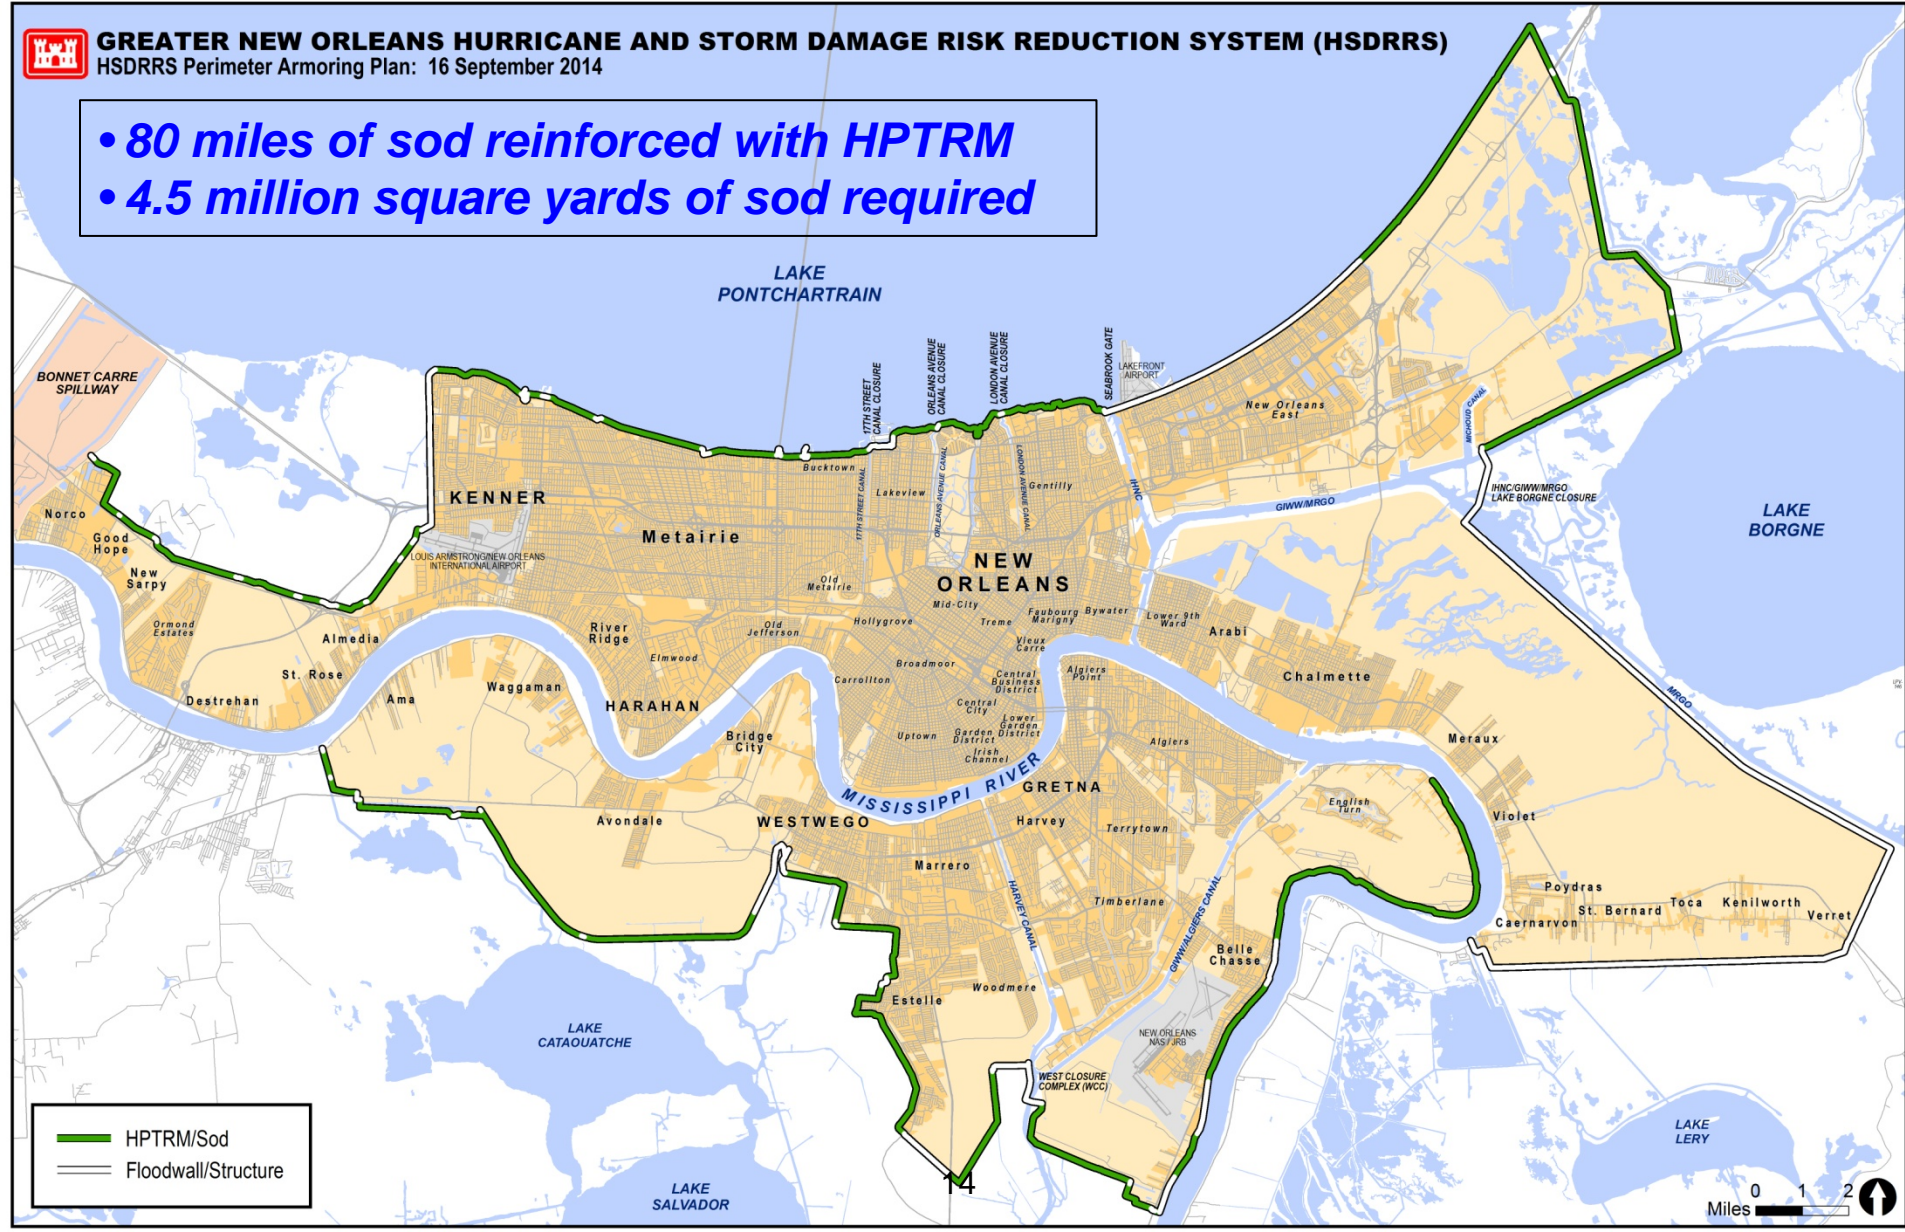 GREATER NEW ORLEANS HURRICANE AND STORM DAMAGE RISK REDUCTION SYSTEM (HSDRRS)
HSDRRS Perimeter Armoring Plan: 16 September 2014
• 80 miles of sod reinforced with HPTRM
• 4.5 million square yards of sod required
LAKE
PONTCHARTRAIN
BONNET CARRE
SPILLWAY
17TH STREET
CANAL CLOSURE
ORLEANS AVENUE
CANAL CLOSURE
LONDON AVENUE
CANAL CLOSURE
SEABROOK GATE
LAKEFRONT
AIRPORT
New Orleans
East
MICHOUD CANAL
Bucktown
KENNER
Lakeview
Gentilly
17TH STREET CANAL
ORLEANS AVENUE CANAL
LONDON AVENUE CANAL
IHNC
GIWW/MRGO
IHNC/GIWW/MRGO
LAKE BORGNE CLOSURE
LAKE
BORGNE
Norco
Good
Hope
New
Sarpy
Metairie
LOUIS ARMSTRONG/NEW ORLEANS
INTERNATIONAL AIRPORT
NEW
ORLEANS
Old
Metairie
Mid-City
Ormond
Estates
Almedia
River
Ridge
Old
Jefferson
Hollygrove
Treme
Faubourg
Marigny
Bywater
Lower 9th
Ward
Arabi
Vieux
Carre
Elmwood
Broadmoor
St. Rose
Carrollton
Central
Business
District
Algiers
Point
Chalmette
Destrehan
Ama
Waggaman
HARAHAN
Central
City
Lower
Garden
District
MRGO
Bridge
City
Uptown
Garden
District
Irish
Channel
Algiers
Meraux
MISSISSIPPI RIVER
GRETNA
Avondale
WESTWEGO
Harvey
Terrytown
English
Turn
Violet
Marrero
HARVEY CANAL
Timberlane
GIWW/ALGIERS CANAL
Poydras
St. Bernard
Toca
Kenilworth
Verret
Caernarvon
Belle
Chasse
Estelle
Woodmere
LAKE
CATAOUATCHE
NEW ORLEANS
NAS / JRB
WEST CLOSURE
COMPLEX (WCC)
LAKE
LERY
HPTRM/Sod
Floodwall/Structure
LAKE
SALVADOR
14
0 1 2
Miles